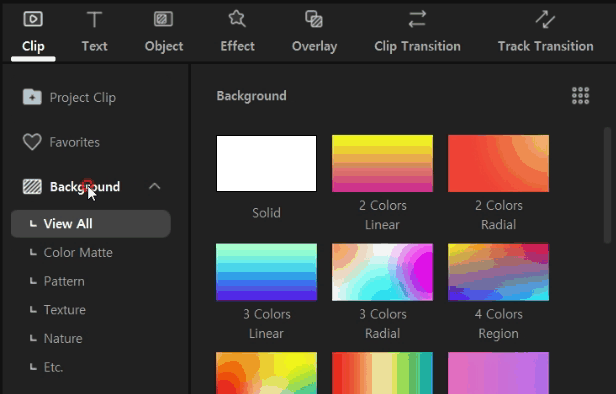 Clip Text Object Effect Overlay Clip Transition Track Transition
Project Clip
Favorites
Background
View All
Color Matte
Pattern
Texture
Nature
Etc.
Background
Solid
2 Colors
Linear
2 Colors
Radial
3 Colors
Linear
3 Colors
Radial
4 Colors
Region